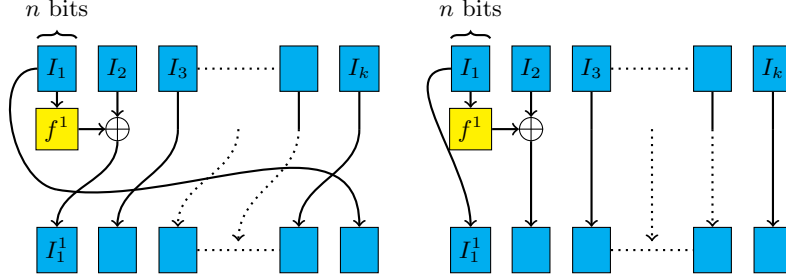 n bits n bits
I₁ I₂ I₃ Iₖ I₁ I₂ I₃ Iₖ
f¹ f¹
I₁¹ I₁¹